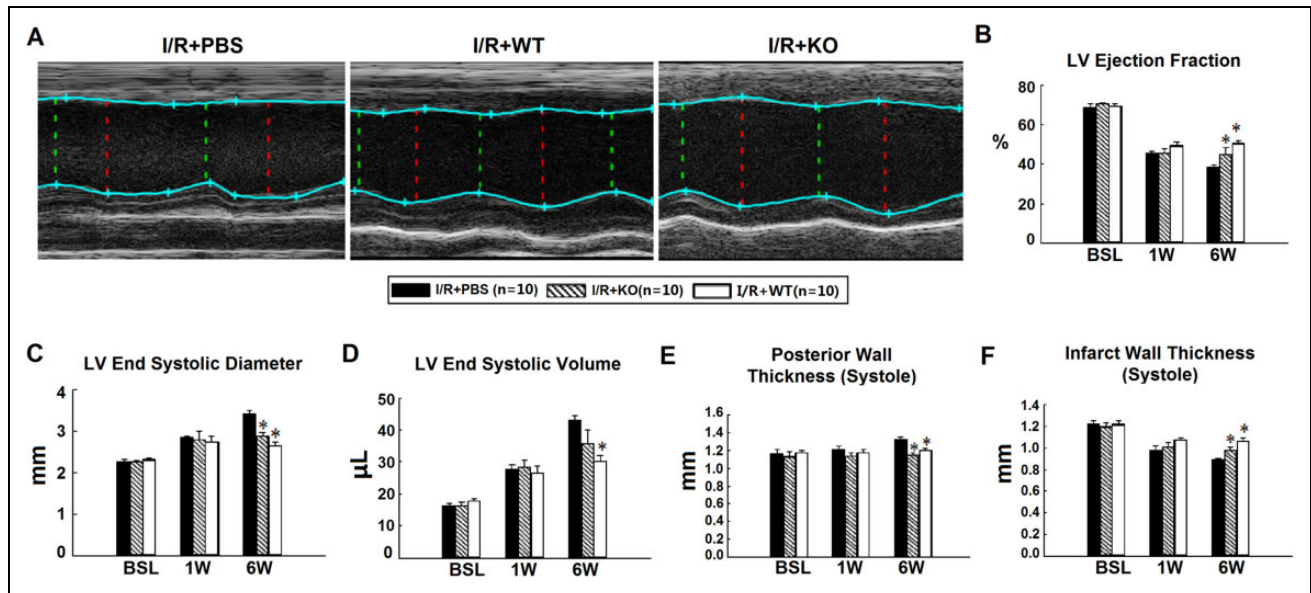 A
I/R+PBS
I/R+WT
I/R+KO
B
LV Ejection Fraction
80
60
%
40
20
0
*
*
BSL
1W
6W
I/R+PBS (n=10)
I/R+KO(n=10)
I/R+WT(n=10)
C
LV End Systolic Diameter
4
3
mm
2
1
0
*
*
BSL
1W
6W
D
LV End Systolic Volume
50
40
µL
30
20
10
0
*
BSL
1W
6W
E
Posterior Wall
Thickness (Systole)
1.6
1.4
1.2
mm
1.0
0.8
0.6
0.4
0.2
0.0
*
*
BSL
1W
6W
F
Infarct Wall Thickness
(Systole)
1.4
1.2
mm
1.0
0.8
0.6
0.4
0.2
0.0
*
*
BSL
1W
6W